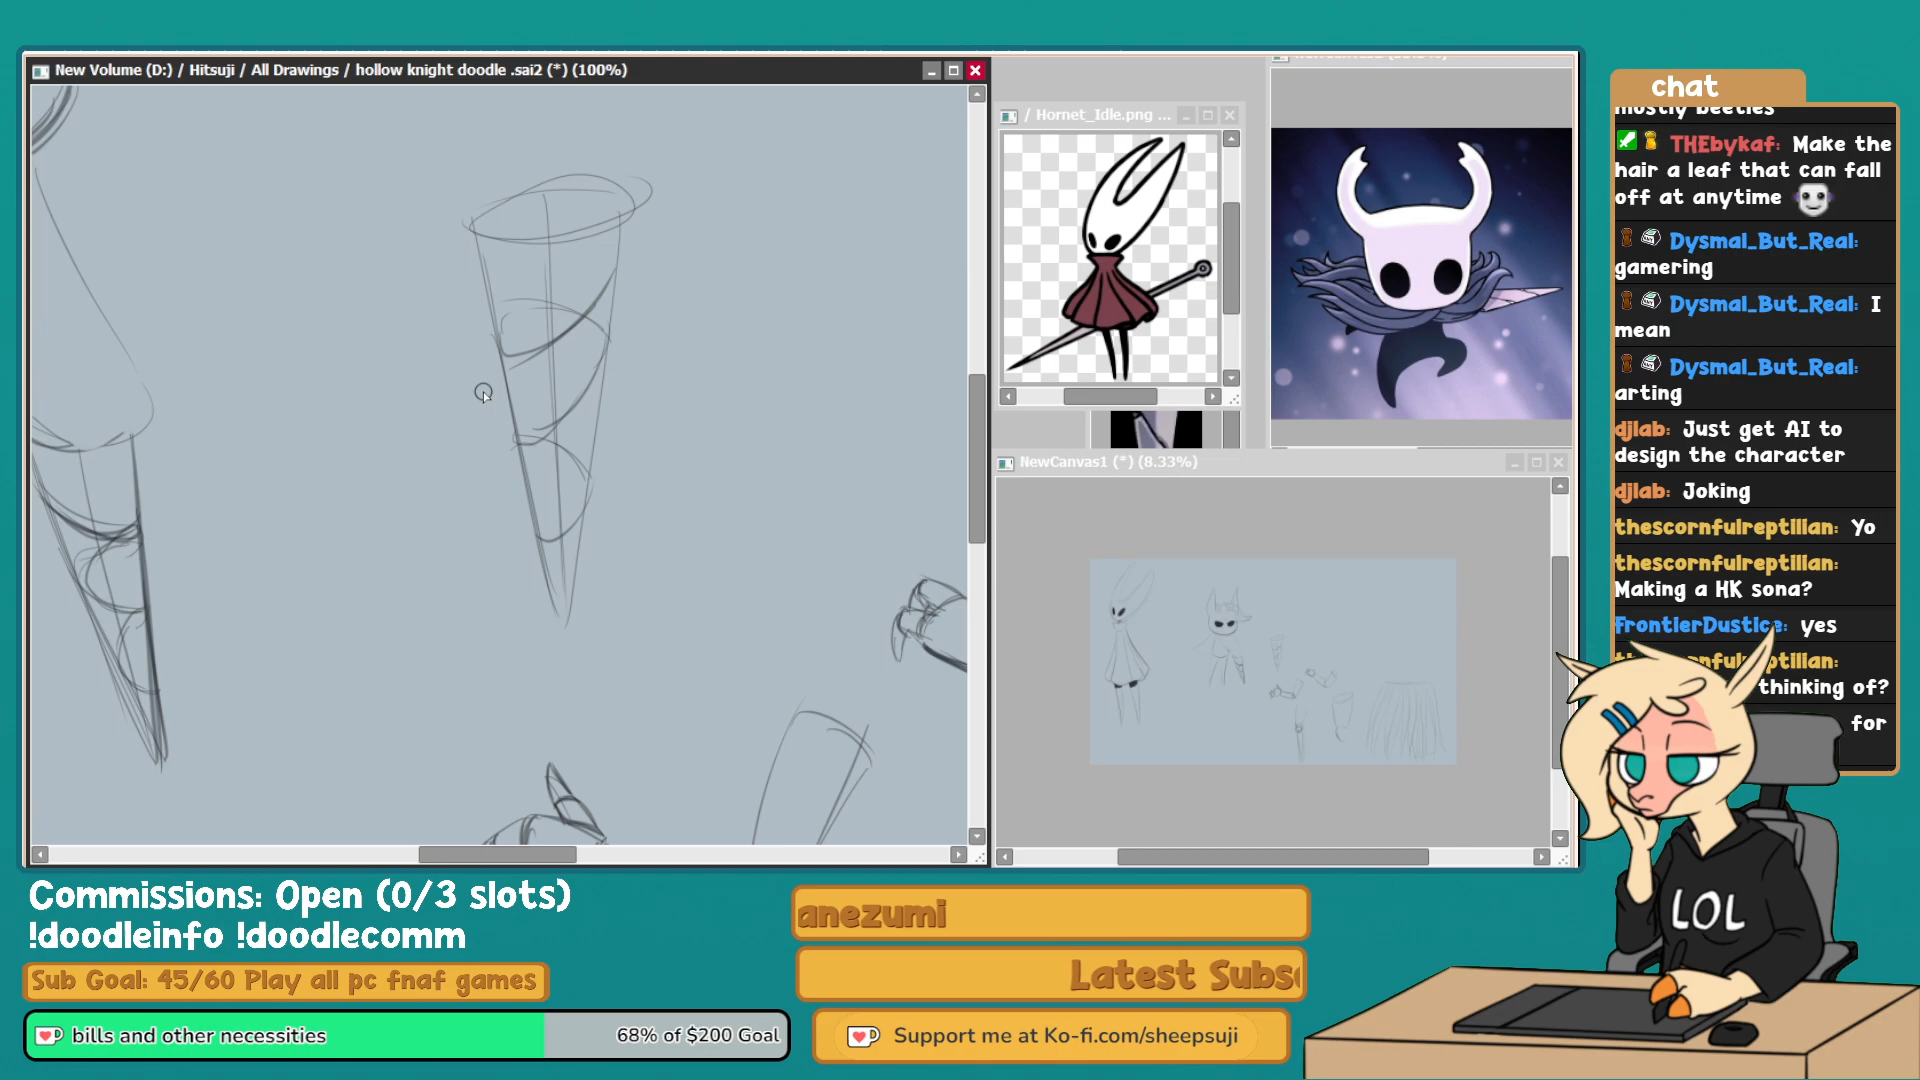 New Volume (D:) / Hitsuji / All Drawings / hollow knight doodle .sai2 (*) (100%)
/ Hornet_Idle.png ...
NewCanvas1 (*) (8.33%)
chat
mostly beetles
THEbykaf: Make the
hair a leaf that can fall
off at anytime
Dysmal_But_Real:
gamering
Dysmal_But_Real: I
mean
Dysmal_But_Real:
arting
djlab: Just get AI to
design the character
djlab: Joking
thescornfulreptilian: Yo
thescornfulreptilian:
Making a HK sona?
FrontierDustice: yes
thinking of?
for
LOL
Commissions: Open (0/3 slots)
!doodleinfo !doodlecomm
Sub Goal: 45/60 Play all pc fnaf games
bills and other necessities
68% of $200 Goal
anezumi
Latest Subs
Support me at Ko-fi.com/sheepsuji